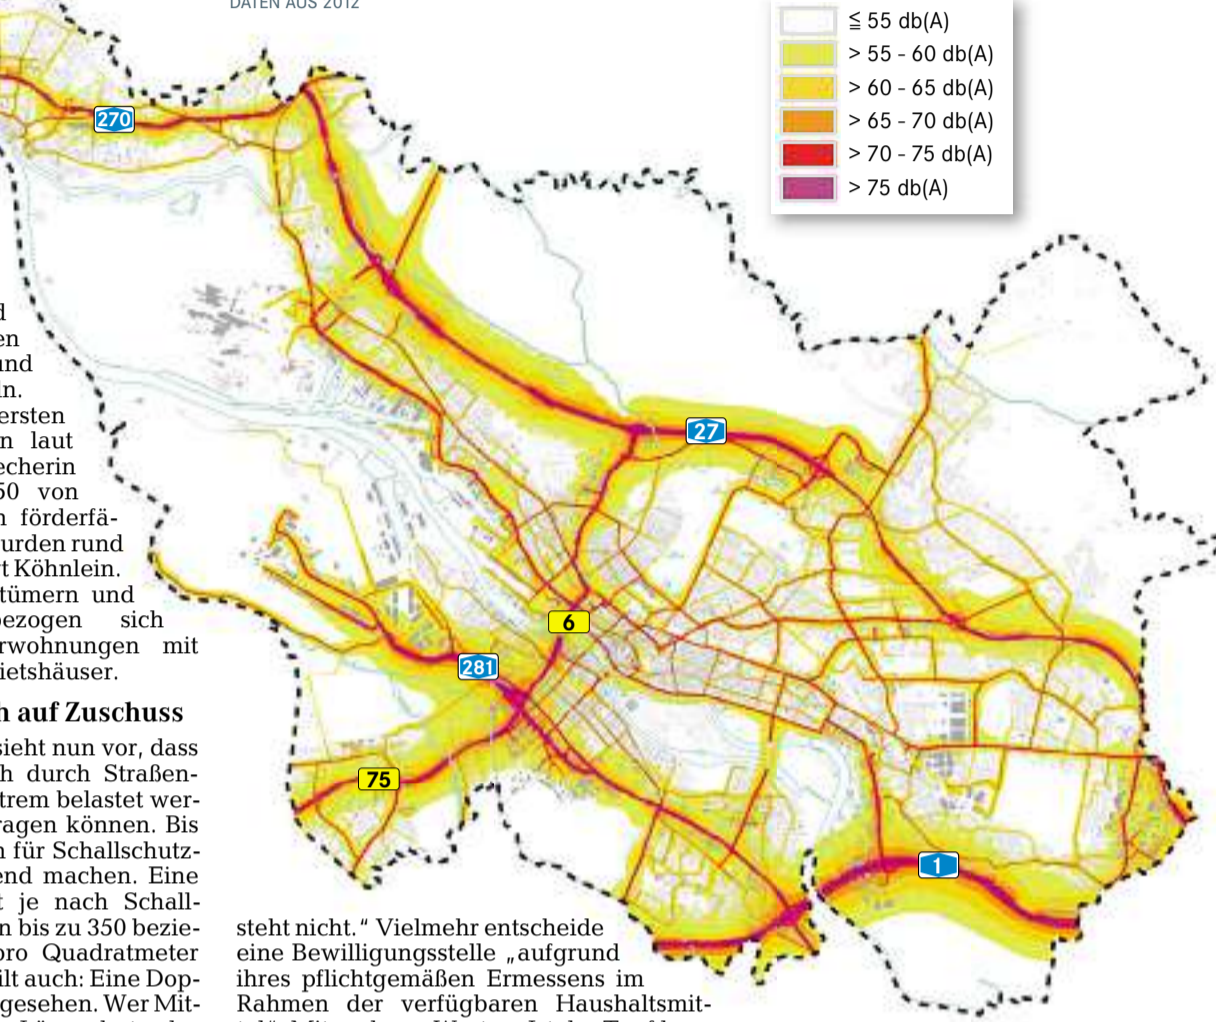 DATEN AUS 2012
≦ 55 db(A)
> 55 - 60 db(A)
> 60 - 65 db(A)
> 65 - 70 db(A)
> 70 - 75 db(A)
> 75 db(A)
270
27
6
281
75
1
d
en
und
ln.
ersten
n laut
echerin
50 von
n förderfä-
urden rund
rt Köhnlein.
tümern und
bezogen sich
erwohnungen mit
ietshäuser.
h auf Zuschuss
sieht nun vor, dass
ch durch Straßen-
trem belastet wer-
ragen können. Bis
n für Schallschutz-
end machen. Eine
t je nach Schall-
n bis zu 350 bezie-
pro Quadratmeter
ilt auch: Eine Dop-
gesehen. Wer Mit-
steht nicht.“ Vielmehr entscheide
eine Bewilligungsstelle „aufgrund
ihres pflichtgemäßen Ermessens im
Rahmen der verfügbaren Haushaltsmit-